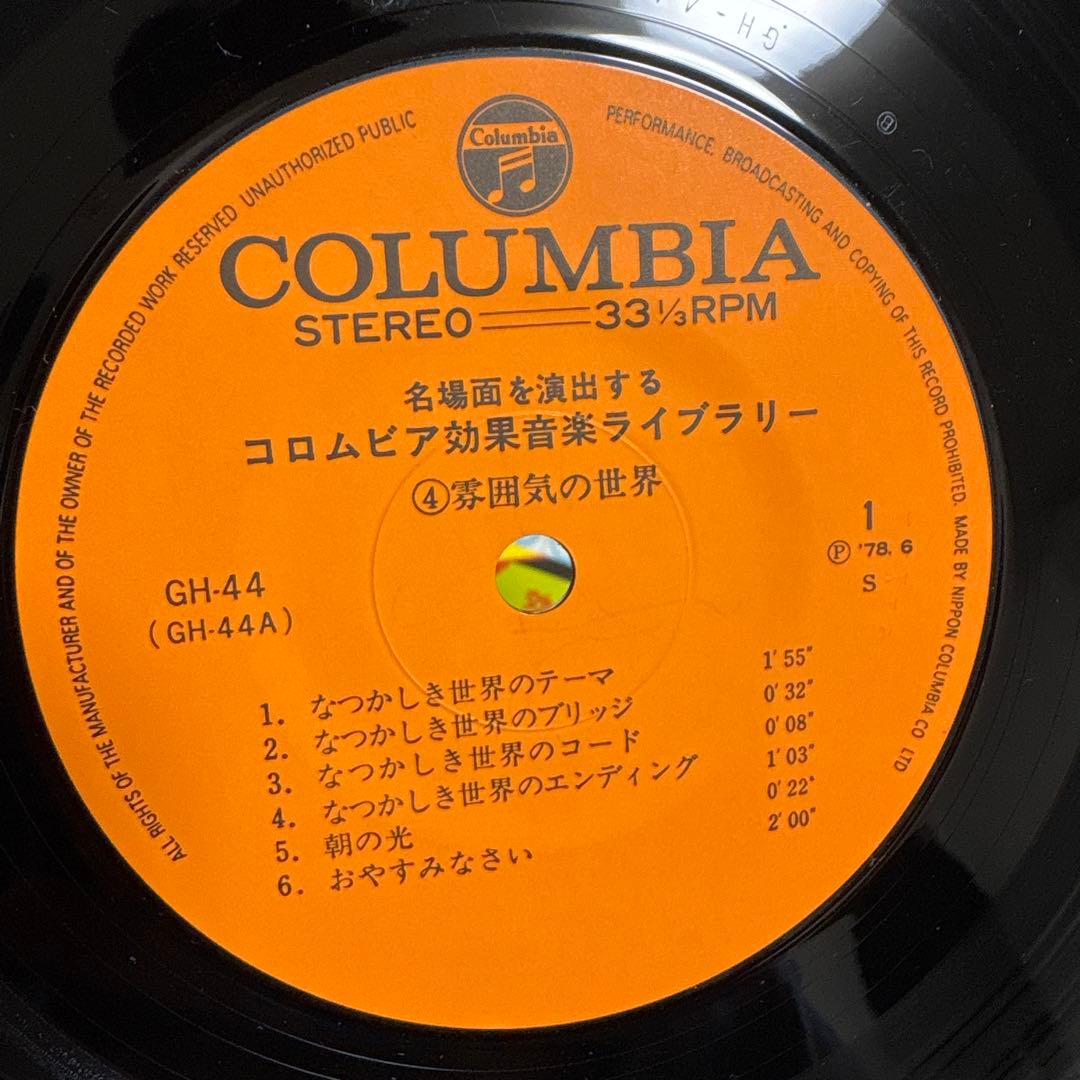 GH-
Ⓑ
ALL RIGHTS OF THE MANUFACTURER AND OF THE OWNER OF THE RECORDED WORK RESERVED UNAUTHORIZED PUBLIC PERFORMANCE. BROADCASTING AND COPYING OF THIS RECORD PROHIBITED. MADE BY NIPPON COLUMBIA CO LTD
Columbia
COLUMBIA
STEREO 33 ⅓ RPM
名場面を演出する
コロムビア効果音楽ライブラリー
④雰囲気の世界
1
Ⓟ '78. 6
S
GH-44
(GH-44A)
1. なつかしき世界のテーマ 1′55″
2. なつかしき世界のブリッジ 0′32″
3. なつかしき世界のコード 0′08″
4. なつかしき世界のエンディング 1′03″
5. 朝の光 0′22″
6. おやすみなさい 2′00″